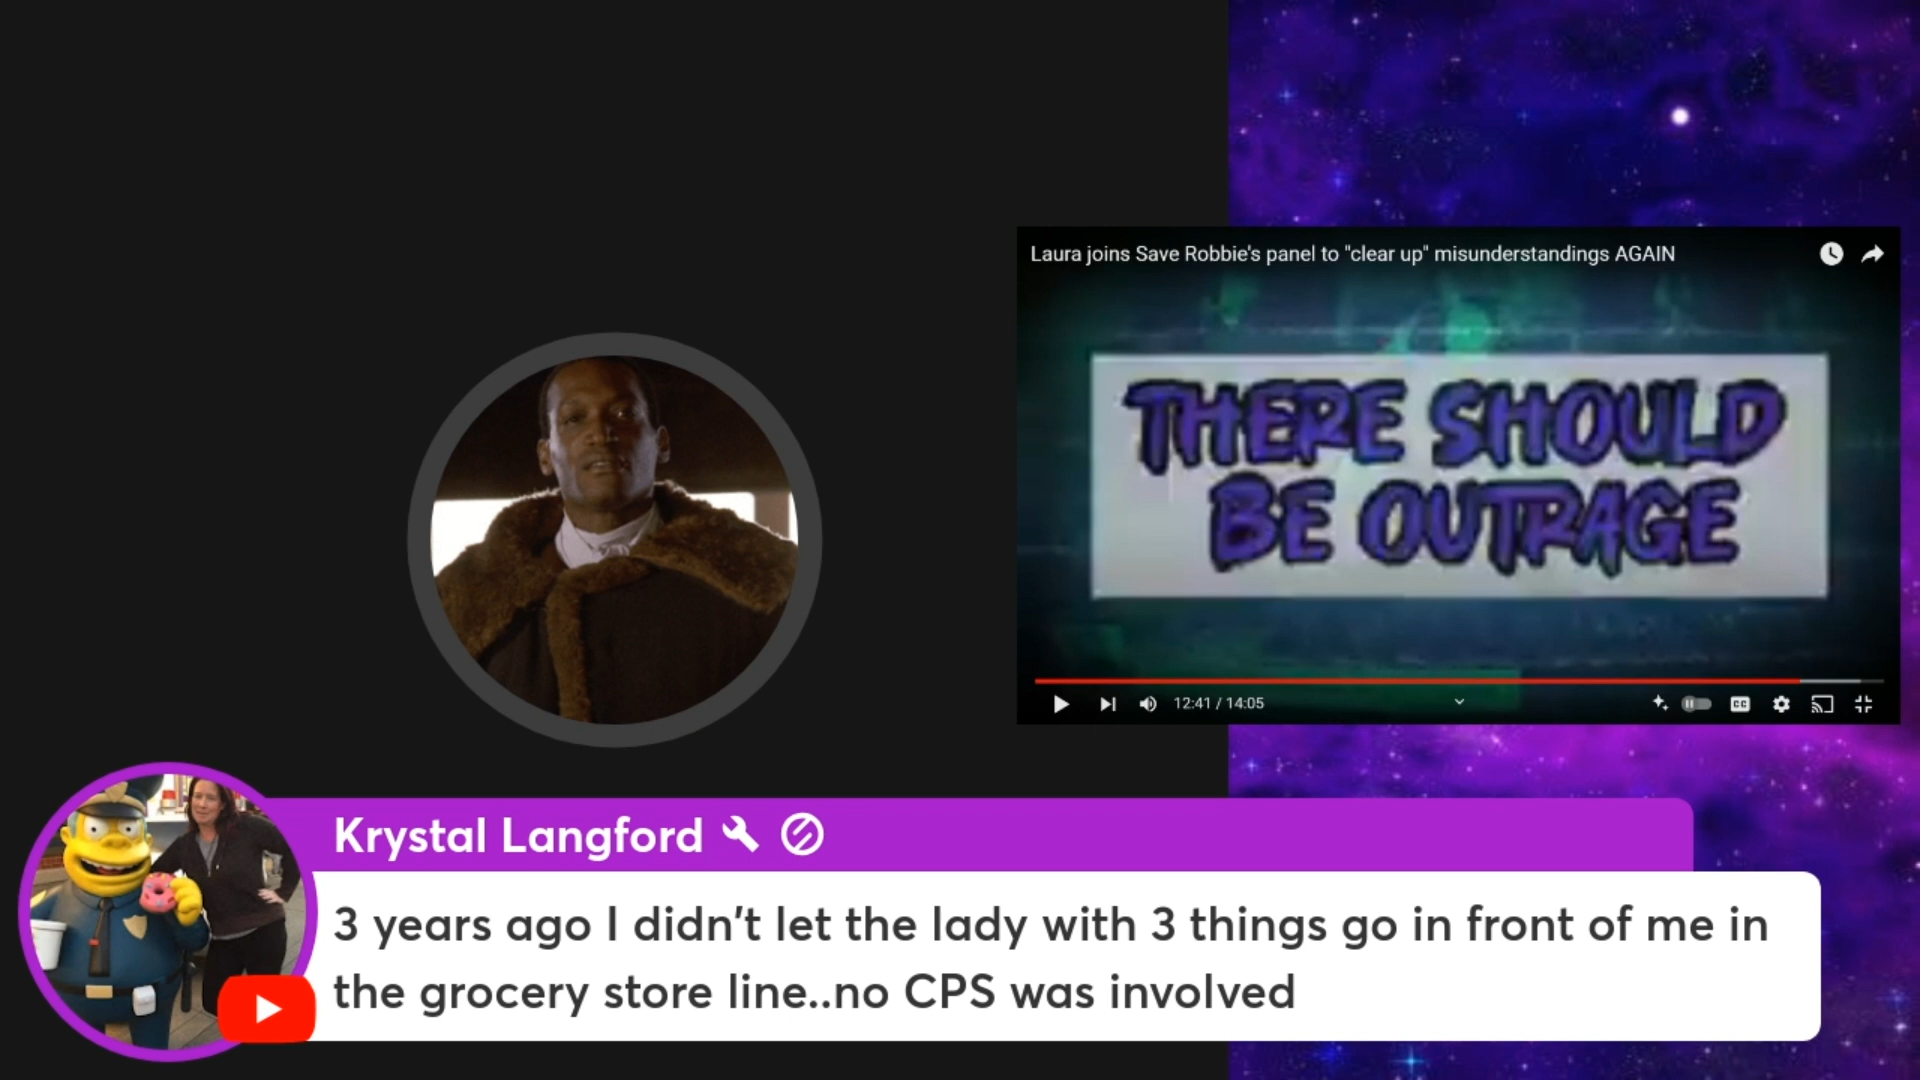 Laura joins Save Robbie's panel to "clear up" misunderstandings AGAIN
THERE SHOULD
BE OUTRAGE
12:41 / 14:05
CC
Krystal Langford
3 years ago I didn't let the lady with 3 things go in front of me in
the grocery store line..no CPS was involved